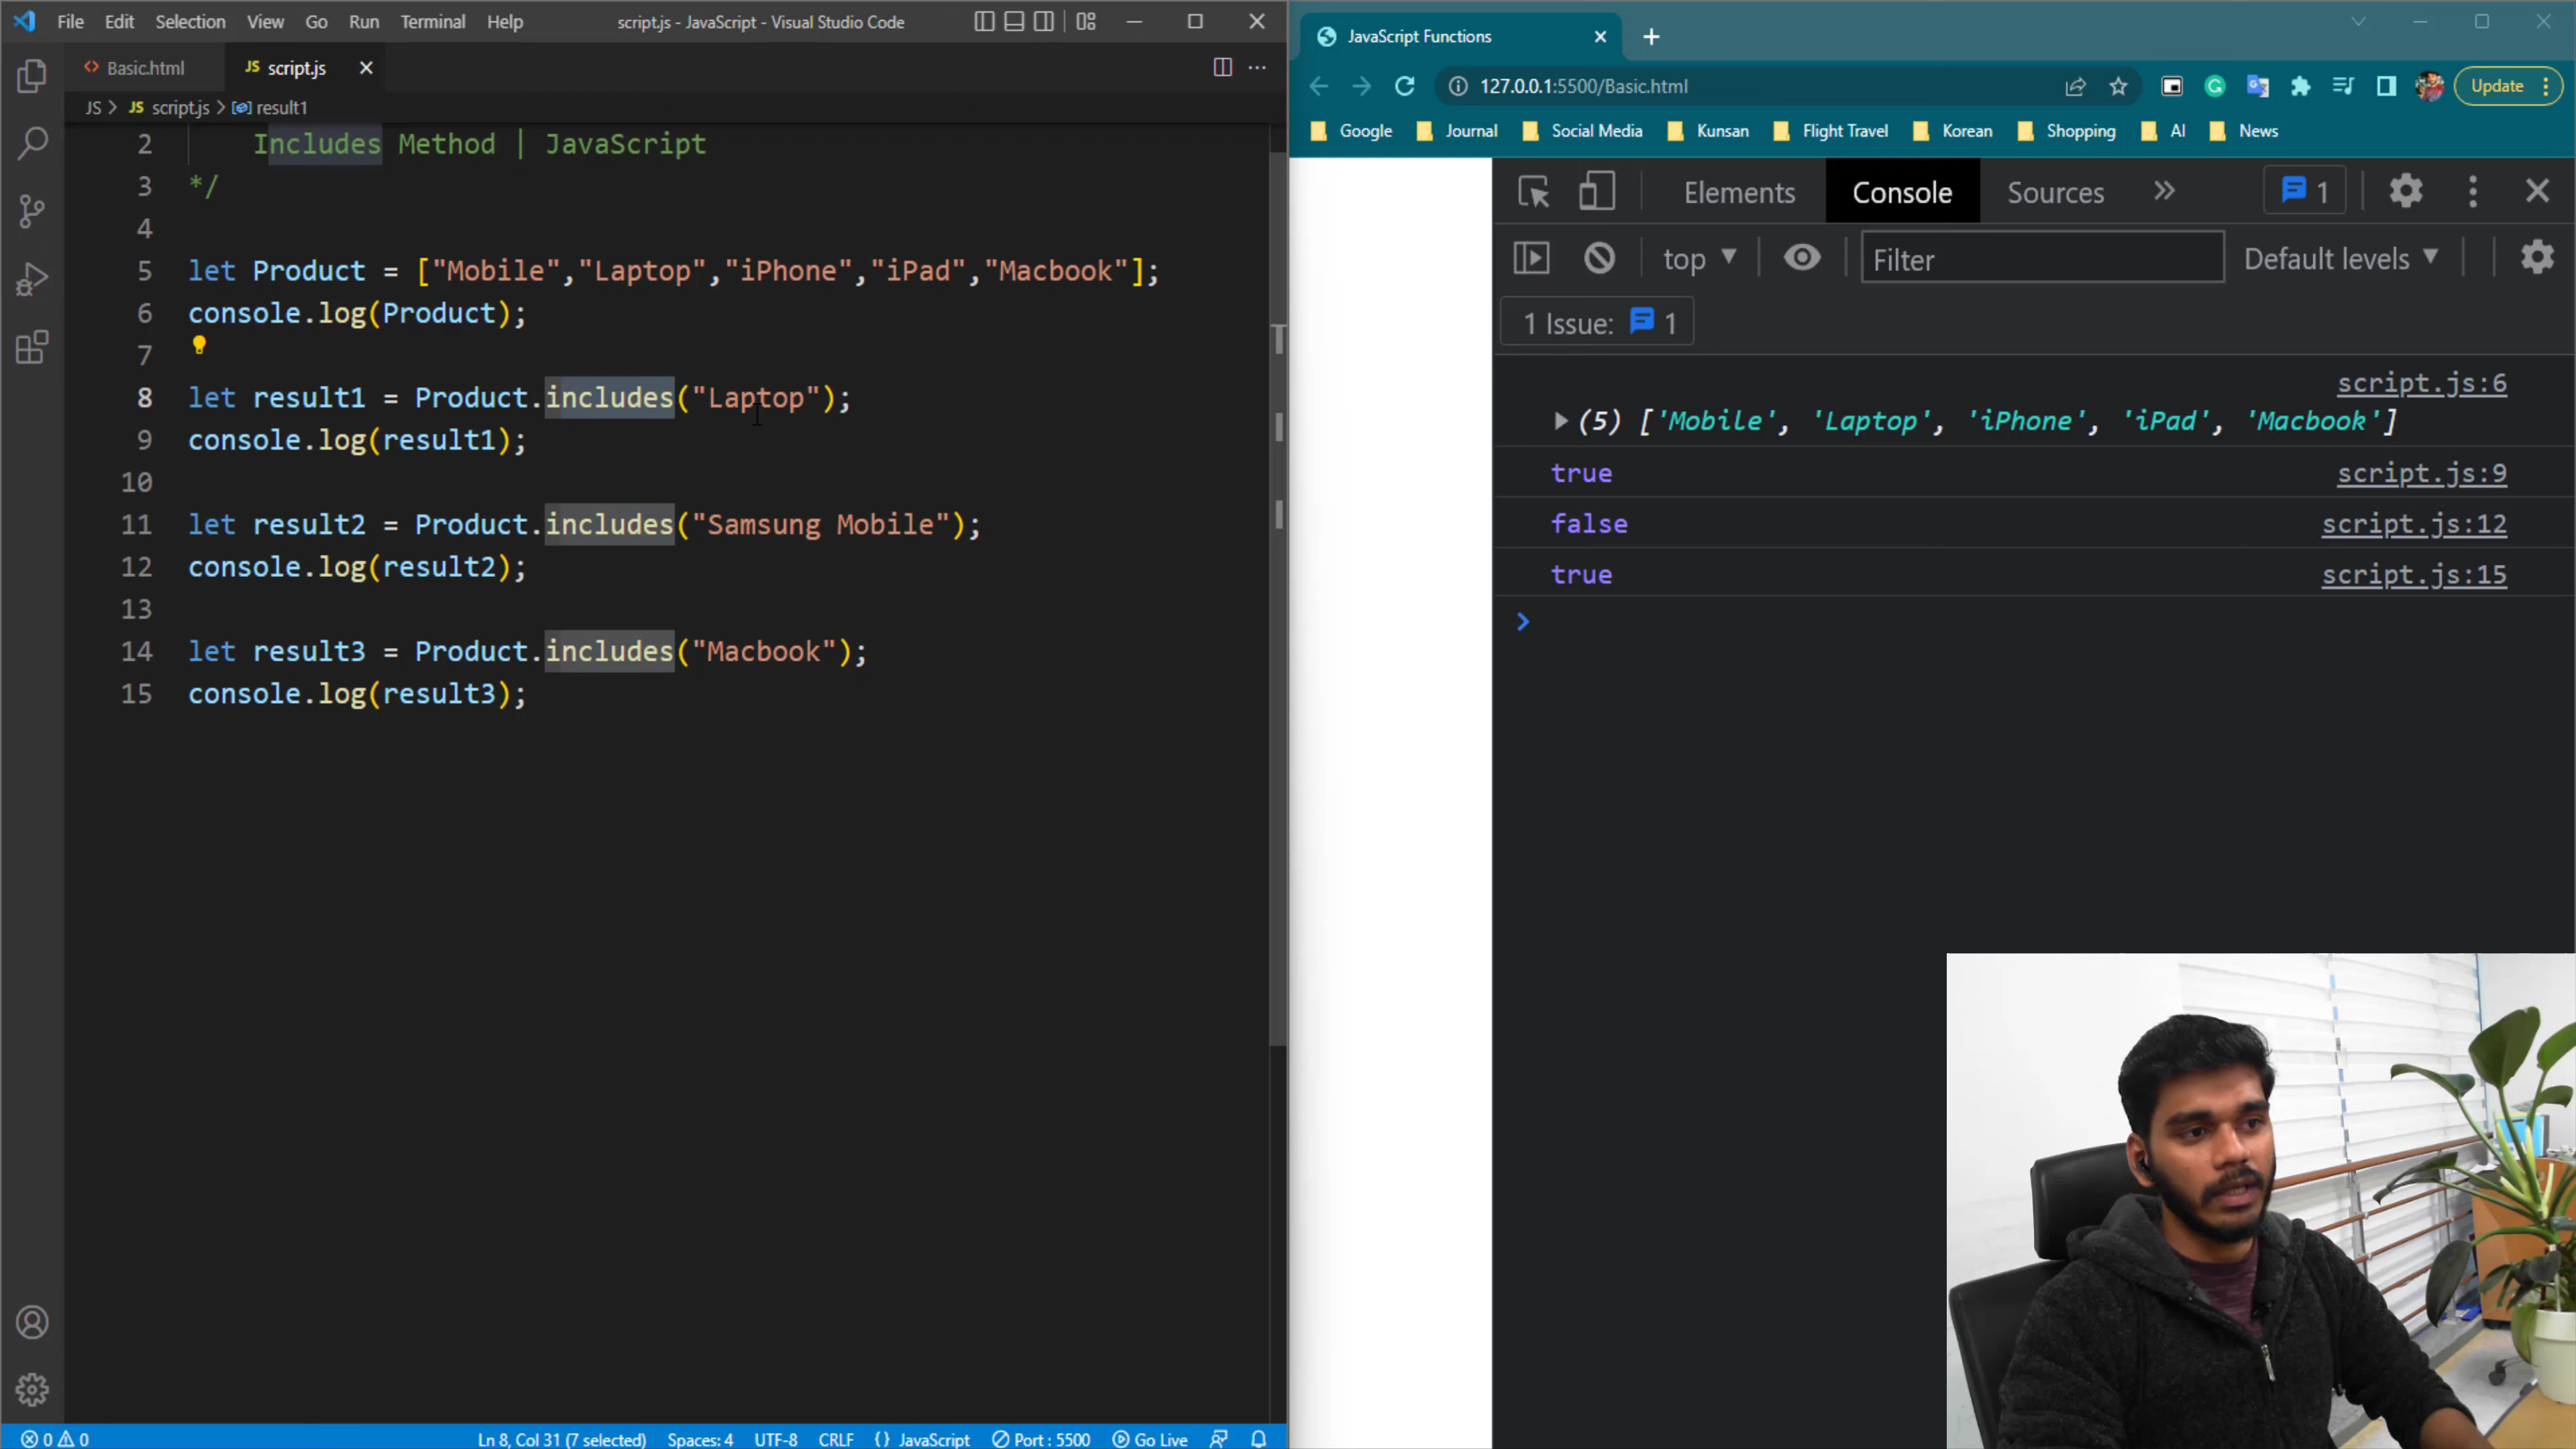 File Edit Selection View Go Run Terminal Help script.js - JavaScript - Visual Studio Code
Basic.html JS script.js
JS > JS script.js > result1
2 Includes Method | JavaScript
3 */
4
5 let Product = ["Mobile","Laptop","iPhone","iPad","Macbook"];
6 console.log(Product);
7
8 let result1 = Product.includes("Laptop");
9 console.log(result1);
10
11 let result2 = Product.includes("Samsung Mobile");
12 console.log(result2);
13
14 let result3 = Product.includes("Macbook");
15 console.log(result3);
0 0 Ln 8, Col 31 (7 selected) Spaces: 4 UTF-8 CRLF {} JavaScript Port : 5500 Go Live
JavaScript Functions
127.0.0.1:5500/Basic.html Update
Google Journal Social Media Kunsan Flight Travel Korean Shopping AI News
Elements Console Sources » 1
top Filter Default levels
1 Issue: 1
script.js:6
(5) ['Mobile', 'Laptop', 'iPhone', 'iPad', 'Macbook']
true script.js:9
false script.js:12
true script.js:15
>